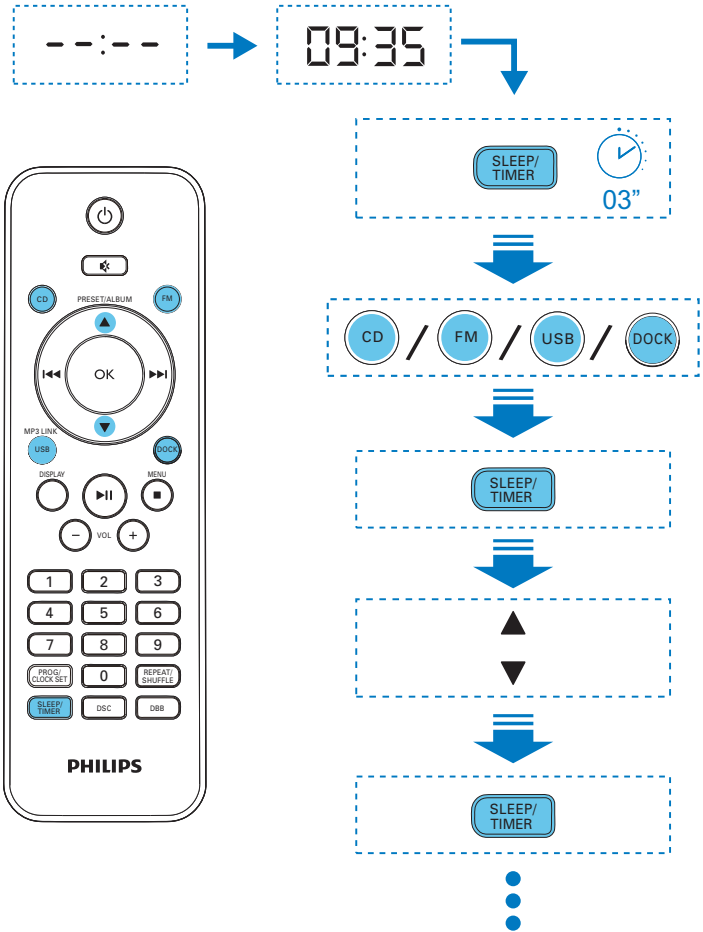 --:--
09:35
SLEEP/
TIMER
03”
CD / FM / USB / DOCK
SLEEP/
TIMER
SLEEP/
TIMER
CD
PRESET/ALBUM
FM
OK
MP3 LINK
USB
DOCK
DISPLAY
MENU
VOL
1 2 3
4 5 6
7 8 9
PROG/
CLOCK SET
0
REPEAT/
SHUFFLE
SLEEP/
TIMER
DSC
DBB
PHILIPS